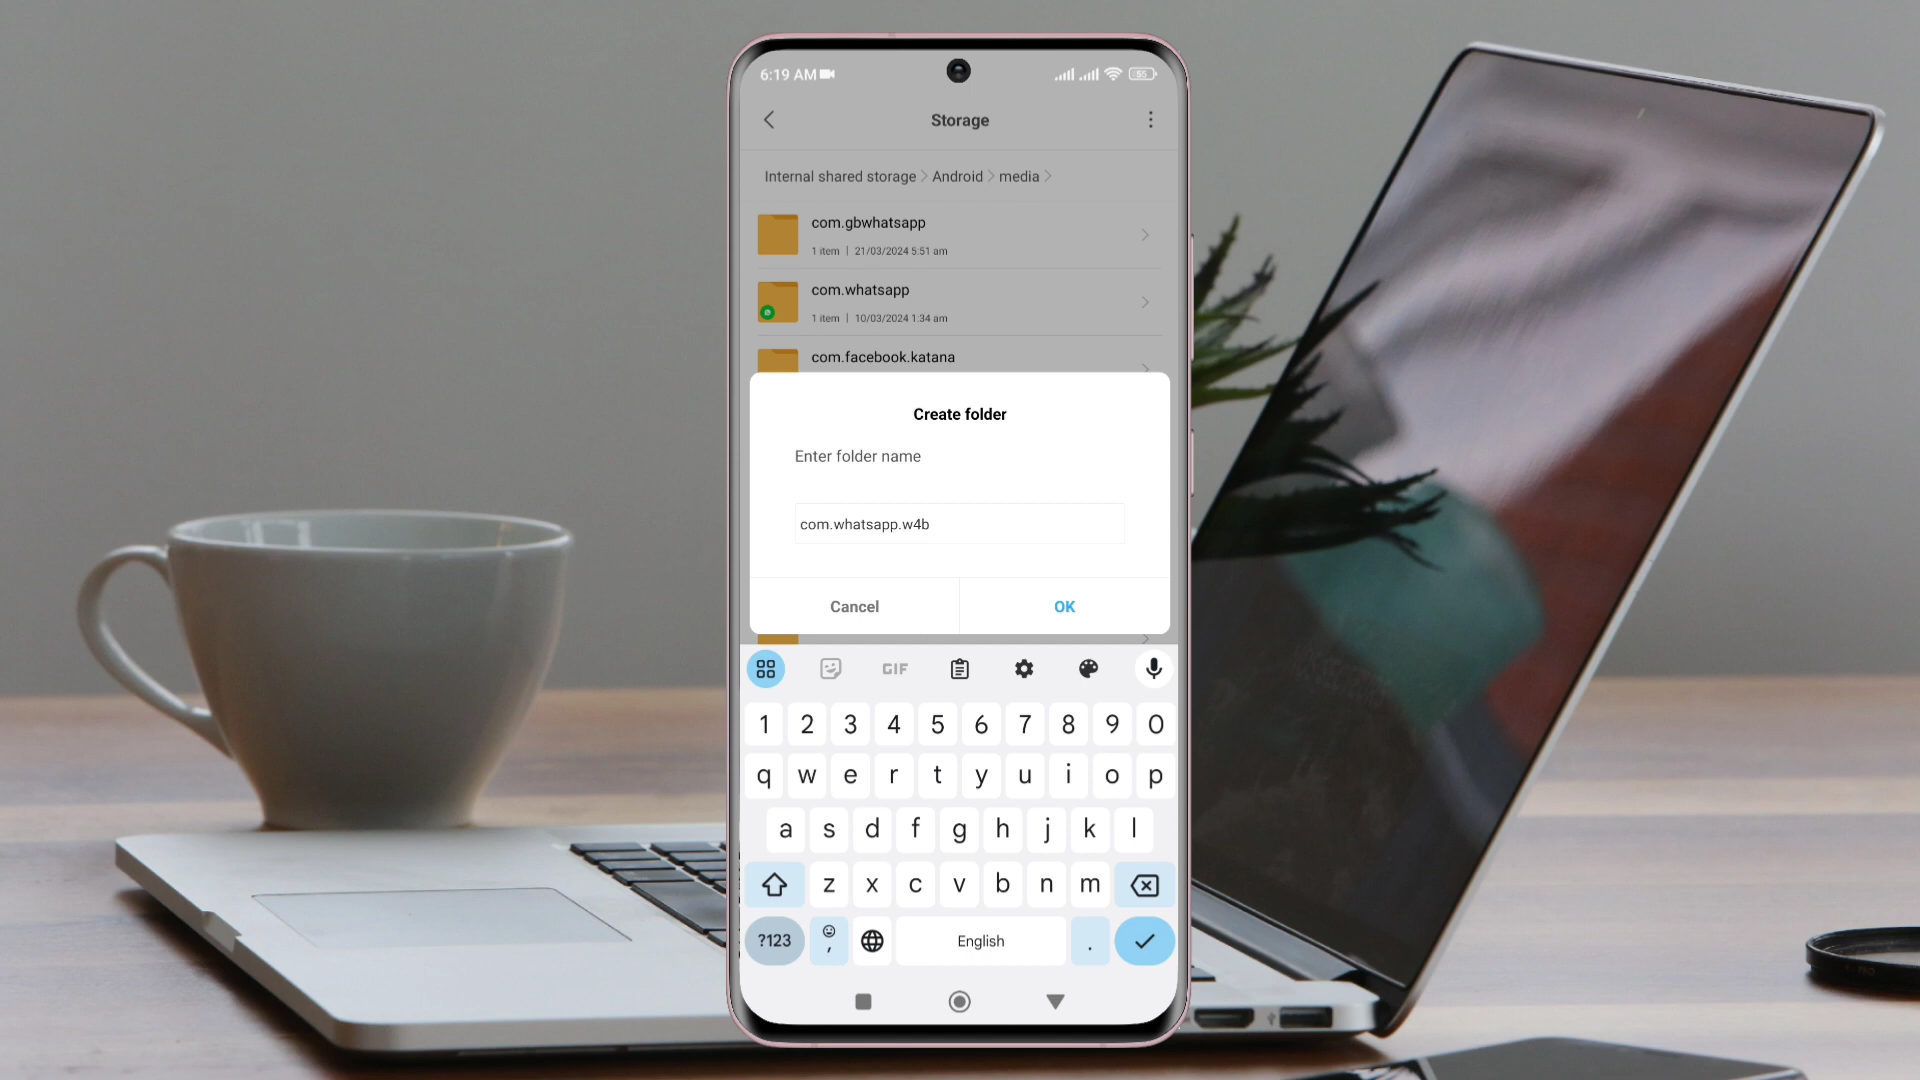 6:19 AM
55
Storage
Internal shared storage > Android > media >
com.gbwhatsapp
1 item | 21/03/2024 5:51 am
com.whatsapp
1 item | 10/03/2024 1:34 am
com.facebook.katana
Create folder
Enter folder name
com.whatsapp.w4b
Cancel OK
GIF
1 2 3 4 5 6 7 8 9 0
q w e r t y u i o p
a s d f g h j k l
z x c v b n m
?123 , English .